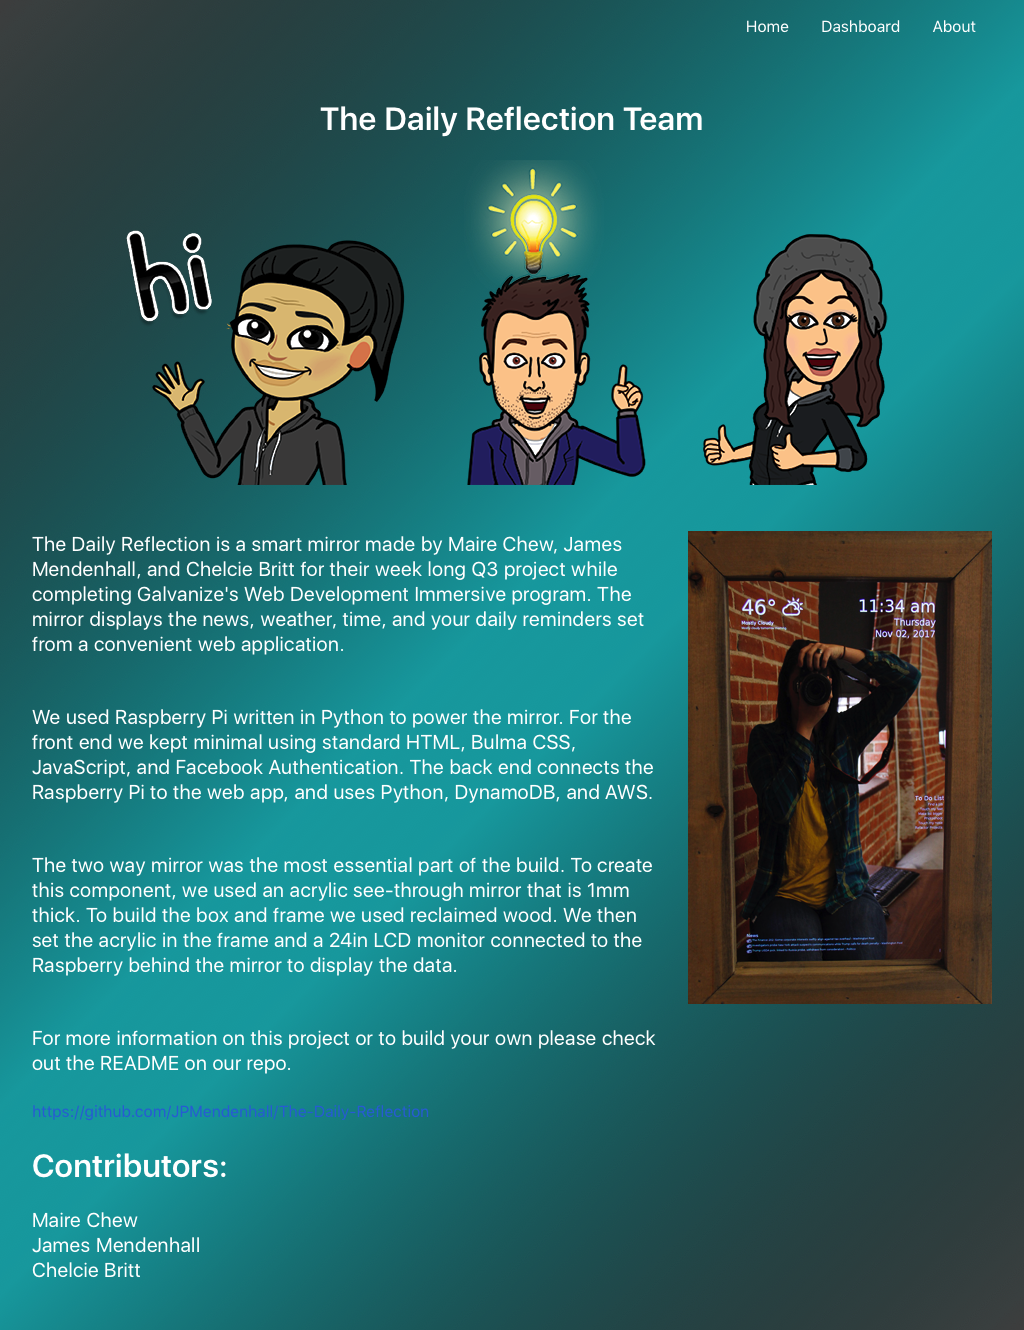 Home Dashboard About
The Daily Reflection Team
hi
The Daily Reflection is a smart mirror made by Maire Chew, James
Mendenhall, and Chelcie Britt for their week long Q3 project while
completing Galvanize's Web Development Immersive program. The
mirror displays the news, weather, time, and your daily reminders set
from a convenient web application.
We used Raspberry Pi written in Python to power the mirror. For the
front end we kept minimal using standard HTML, Bulma CSS,
JavaScript, and Facebook Authentication. The back end connects the
Raspberry Pi to the web app, and uses Python, DynamoDB, and AWS.
The two way mirror was the most essential part of the build. To create
this component, we used an acrylic see-through mirror that is 1mm
thick. To build the box and frame we used reclaimed wood. We then
set the acrylic in the frame and a 24in LCD monitor connected to the
Raspberry behind the mirror to display the data.
For more information on this project or to build your own please check
out the README on our repo.
https://github.com/JPMendenhall/The-Daily-Reflection
Contributors:
Maire Chew
James Mendenhall
Chelcie Britt
46°
Mostly Cloudy
11:34 am
Thursday
Nov 02, 2017
To Do List
News